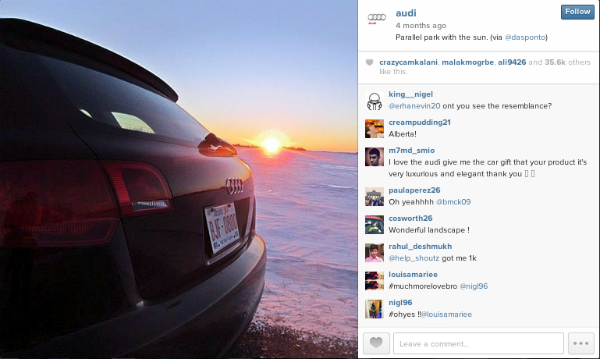 audi
Follow
4 months ago
Parallel park with the sun. (via @dasponto)
crazycamkalani, malakmogrbe, ali9426 and 35.6k others
like this.
king__nigel
@erhanevin20 ont you see the resemblance?
creampudding21
Alberta!
m7md_smio
I love the audi give me the car gift that your product it's
very luxurious and elegant thank you
paulaperez26
Oh yeahhhh @bmck09
cosworth26
Wonderful landscape !
rahul_deshmukh
@help_shoutz got me 1k
louisamariee
#muchmorelovebro @nigl96
nigl96
#ohyes !!@louisamariee
Leave a comment...